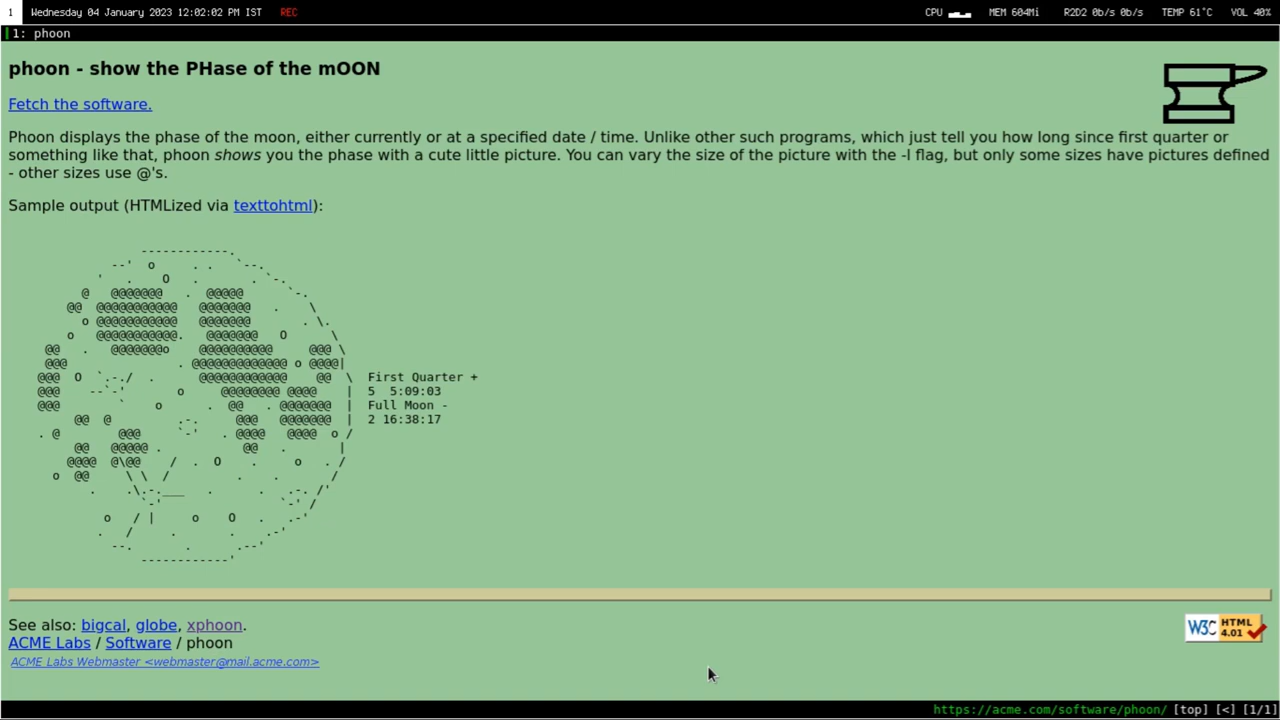 1 Wednesday 04 January 2023 12:02:02 PM IST REC CPU MEM 604Mi R2D2 0b/s 0b/s TEMP 61°C VOL 40%
1: phoon
phoon - show the PHase of the mOON
Fetch the software.
Phoon displays the phase of the moon, either currently or at a specified date / time. Unlike other such programs, which just tell you how long since first quarter or
something like that, phoon shows you the phase with a cute little picture. You can vary the size of the picture with the -l flag, but only some sizes have pictures defined
- other sizes use @'s.
Sample output (HTMLized via texttohtml):
First Quarter +
5 5:09:03
Full Moon -
2 16:38:17
See also: bigcal, globe, xphoon.
ACME Labs / Software / phoon
ACME Labs Webmaster <webmaster@mail.acme.com>
W3C HTML 4.01
https://acme.com/software/phoon/ [top] [<] [1/1]